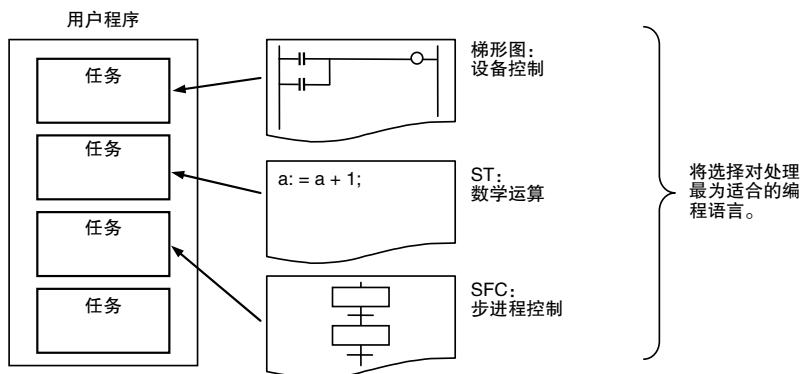 用户程序
任务
任务
任务
任务
梯形图：
设备控制
a: = a + 1;
ST：
数学运算
SFC：
步进程控制
将选择对处理
最为适合的编
程语言。